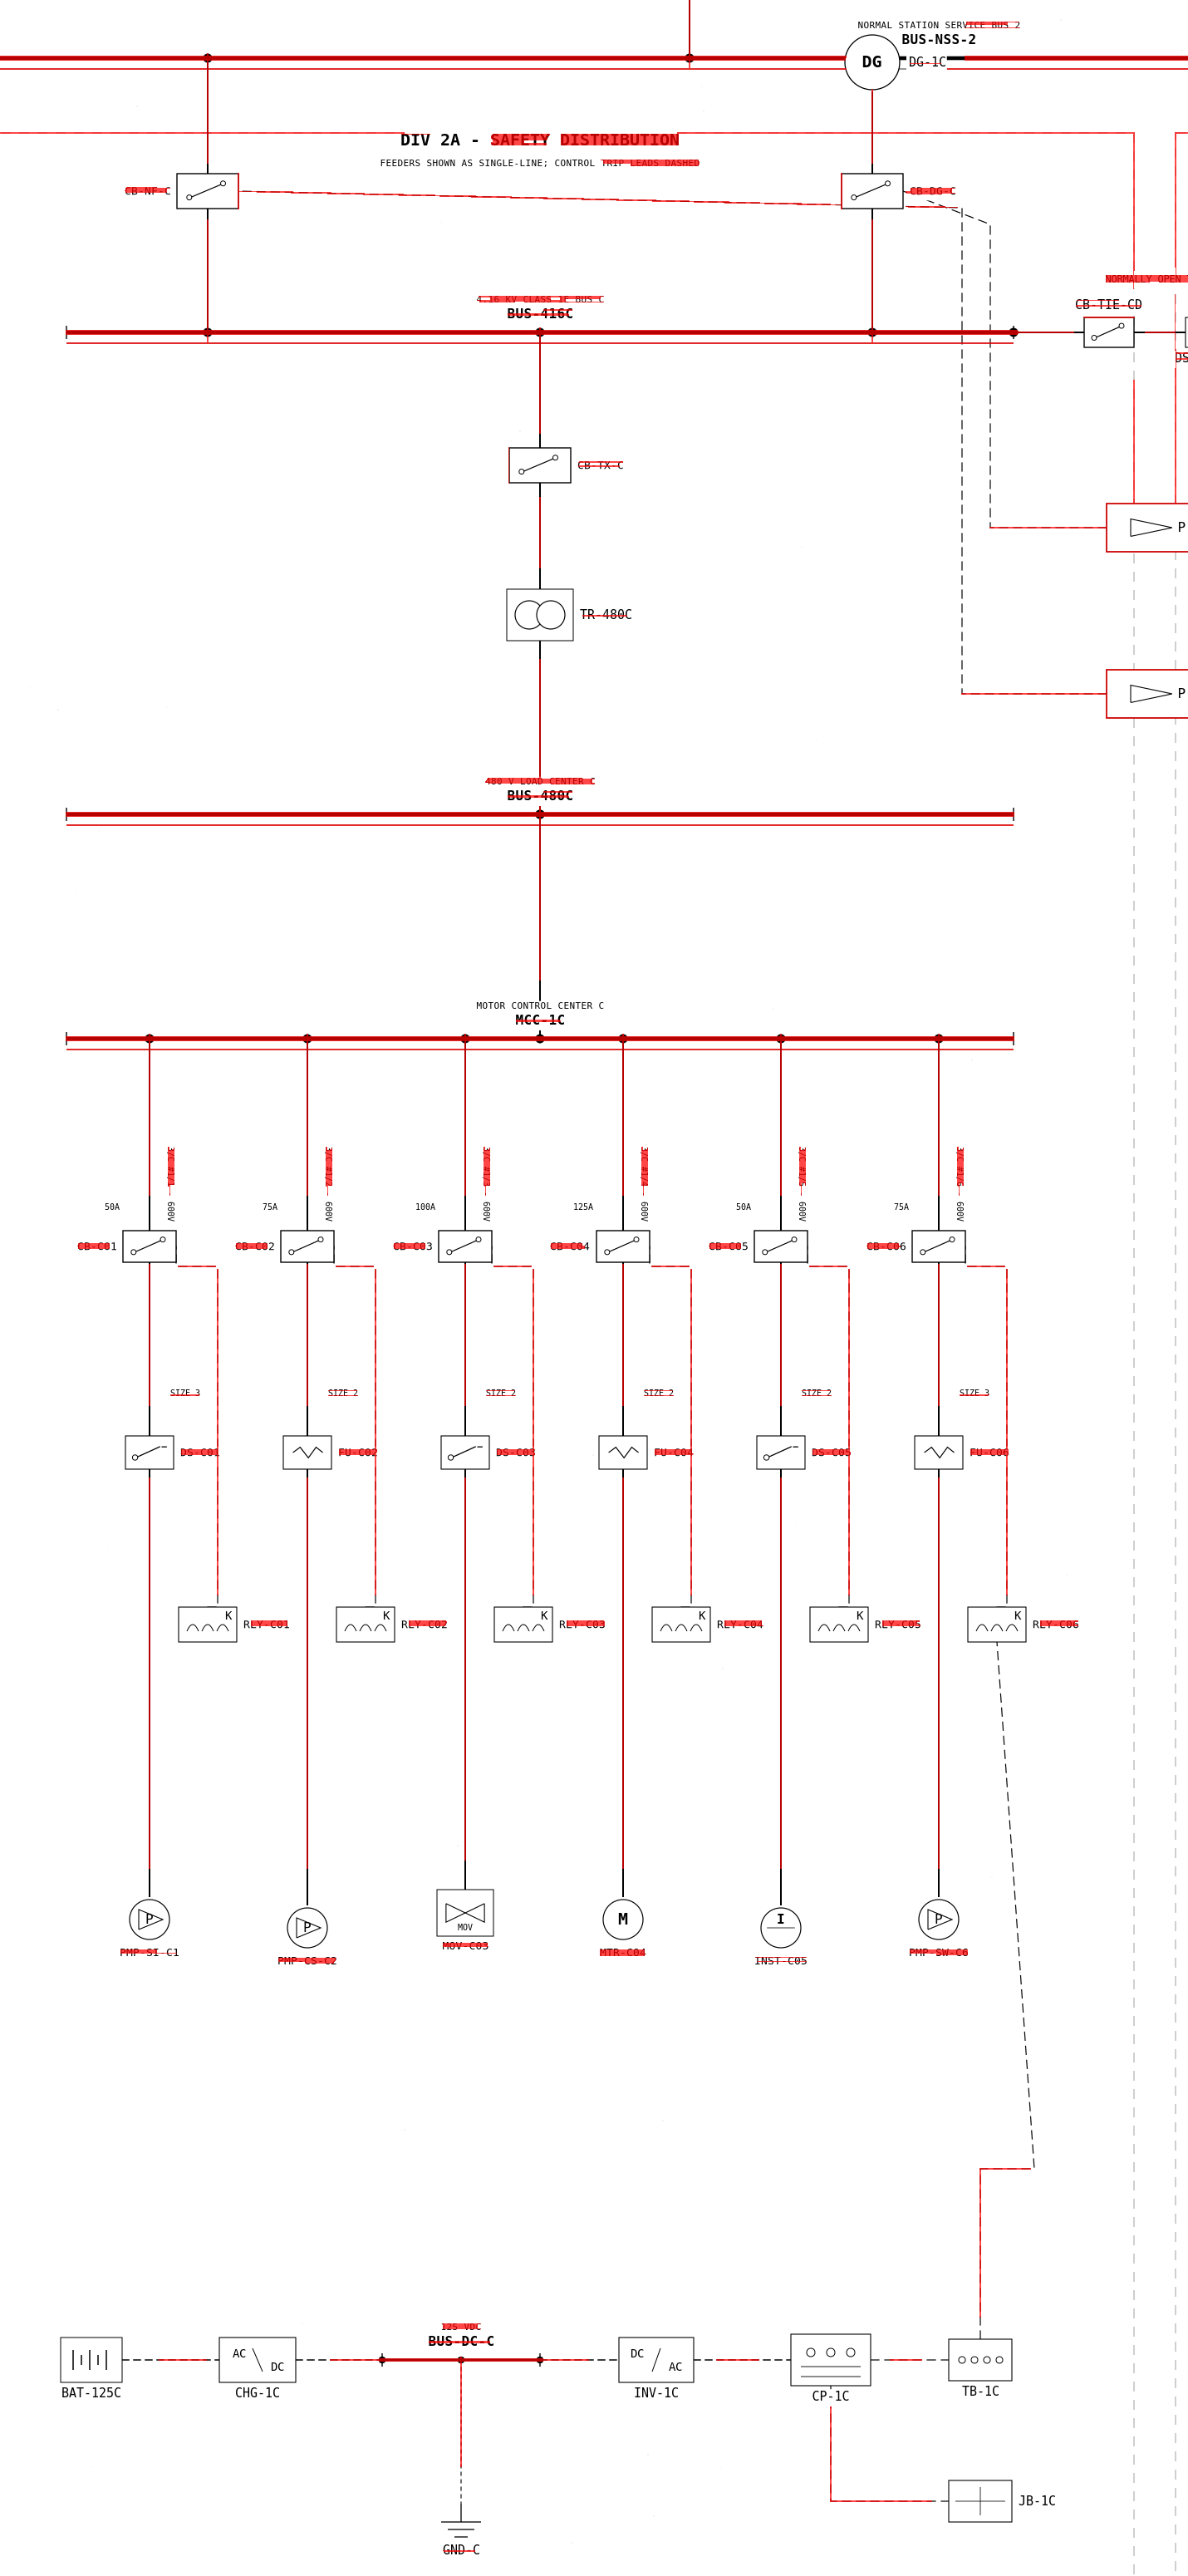 NORMAL STATION SERVICE BUS 2
BUS-NSS-2
DG
DG-1C
DIV 2A - SAFETY DISTRIBUTION
FEEDERS SHOWN AS SINGLE-LINE; CONTROL TRIP LEADS DASHED
CB-NF-C
CB-DG-C
NORMALLY OPEN
4.16 KV CLASS 1E BUS C
CB-TIE-CD
BUS-416C
DS
CB-TX-C
P
TR-480C
P
480 V LOAD CENTER C
BUS-480C
MOTOR CONTROL CENTER C
MCC-1C
50A
600V
75A
600V
100A
600V
125A
600V
50A
600V
75A
600V
CB-C01
CB-C02
CB-C03
CB-C04
CB-C05
CB-C06
SIZE 3
SIZE 2
SIZE 2
SIZE 2
SIZE 2
SIZE 3
DS-C01
FU-C02
DS-C03
FU-C04
DS-C05
FU-C06
K
RLY-C01
K
RLY-C02
K
RLY-C03
K
RLY-C04
K
RLY-C05
K
RLY-C06
P
P
MOV
M
I
P
PMP-SI-C1
PMP-CS-C2
MOV-C03
MTR-C04
INST-C05
PMP-SW-C6
125 VDC
BUS-DC-C
AC
DC
DC
AC
BAT-125C
CHG-1C
INV-1C
CP-1C
TB-1C
JB-1C
GND-C